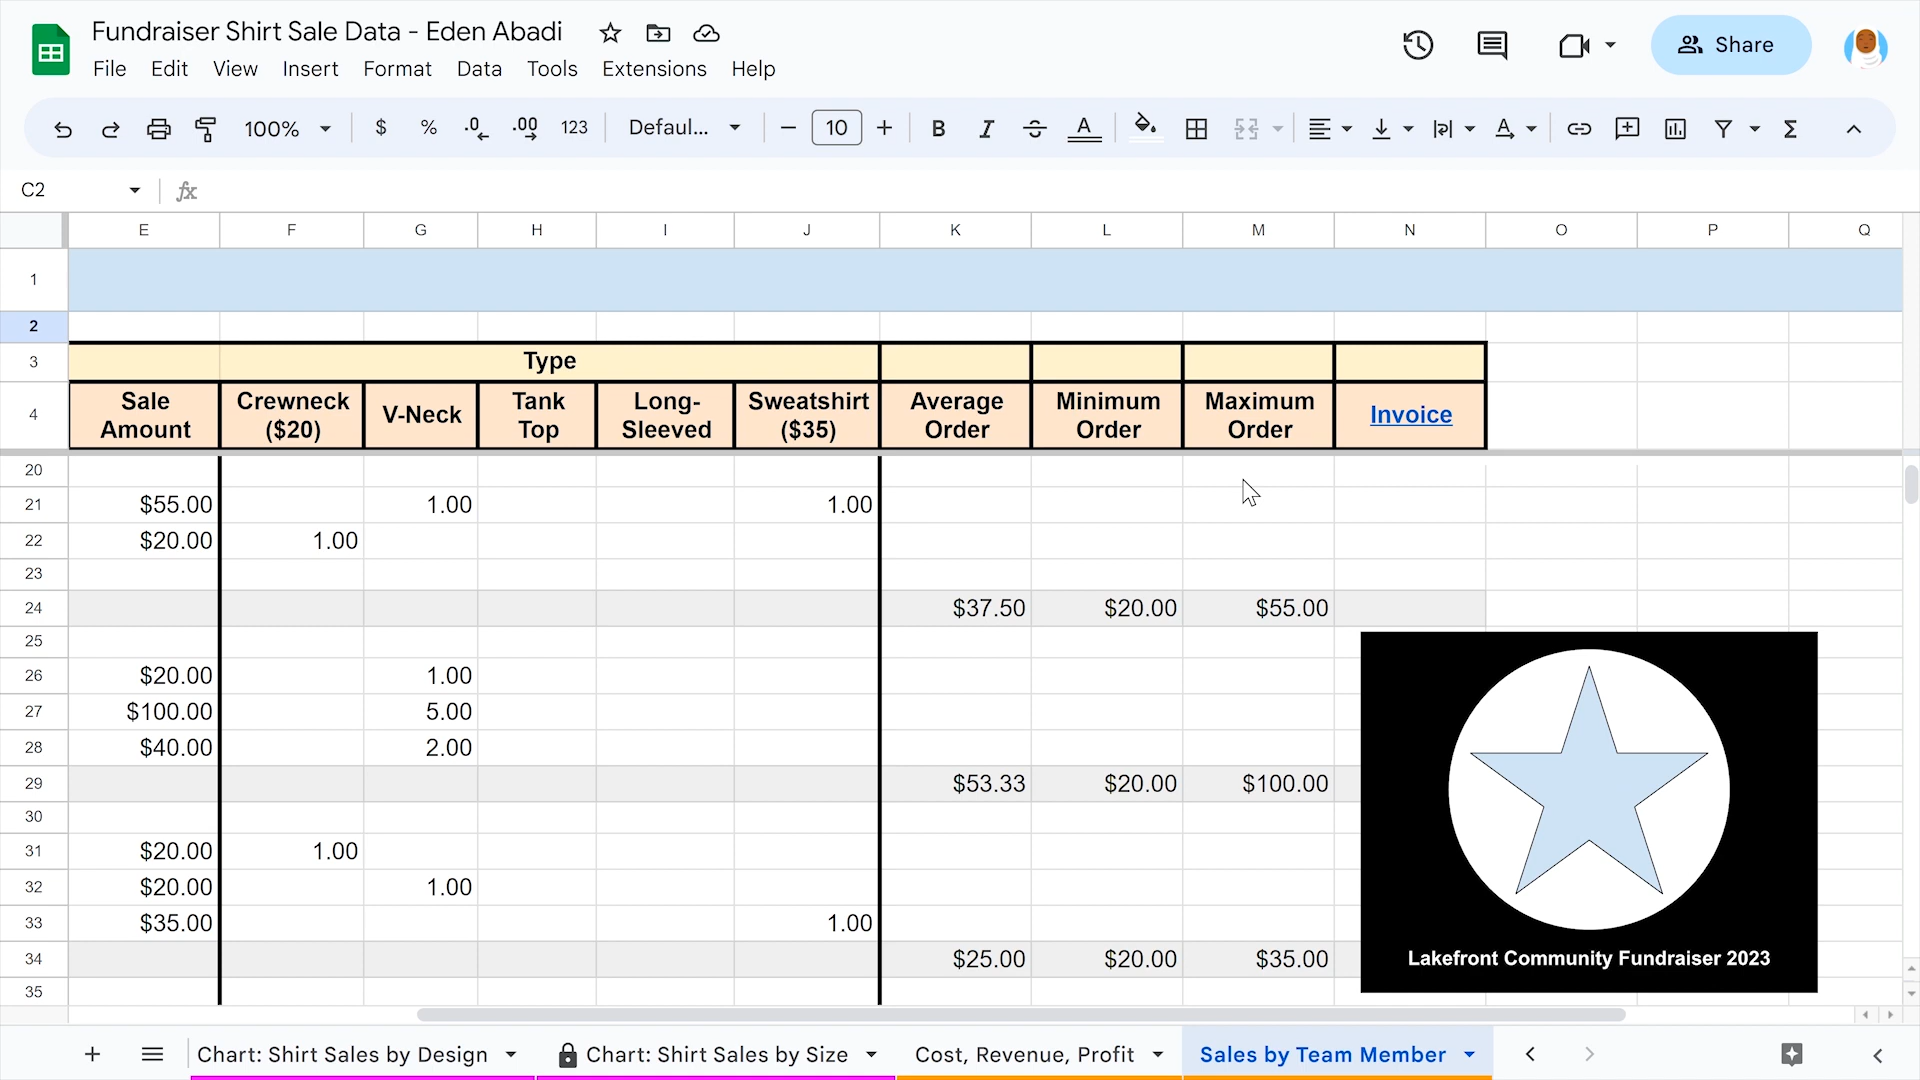 Fundraiser Shirt Sale Data - Eden Abadi
File Edit View Insert Format Data Tools Extensions Help
Share
100% $ % .0 .00 123 Defaul... 10 B I A
C2 fx
E F G H I J K L M N O P Q
1
2
3 Type
4 Sale Amount Crewneck ($20) V-Neck Tank Top Long-Sleeved Sweatshirt ($35) Average Order Minimum Order Maximum Order Invoice
20
21 $55.00 1.00 1.00
22 $20.00 1.00
23
24 $37.50 $20.00 $55.00
25
26 $20.00 1.00
27 $100.00 5.00
28 $40.00 2.00
29 $53.33 $20.00 $100.00
30
31 $20.00 1.00
32 $20.00 1.00
33 $35.00 1.00
34 $25.00 $20.00 $35.00
35
Lakefront Community Fundraiser 2023
Chart: Shirt Sales by Design Chart: Shirt Sales by Size Cost, Revenue, Profit Sales by Team Member